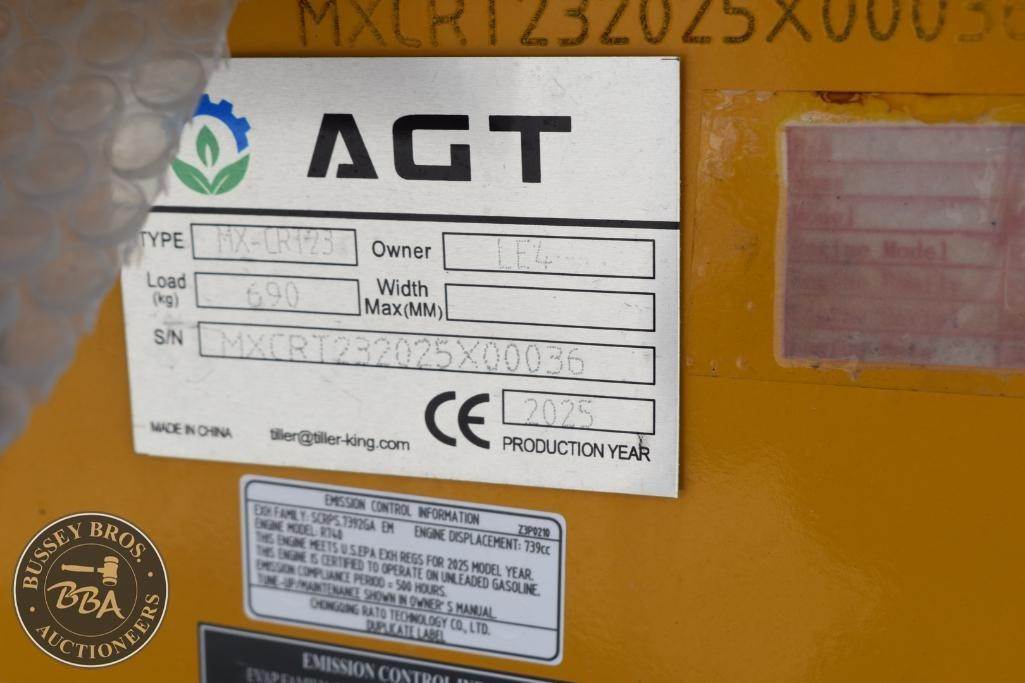 MXCRT232025X00036
AGT
TYPE MX-CRT23 Owner LE4
Load (kg) 690 Width Max(MM)
S/N MXCRT232025X00036
CE 2025
MADE IN CHINA tiller@tiller-king.com PRODUCTION YEAR
EMISSION CONTROL INFORMATION
Z3P0210
EXH FAMILY: SCRPS.7392GA EM ENGINE DISPLACEMENT: 739cc
ENGINE MODEL: R740
THIS ENGINE MEETS U.S.EPA EXH REGS FOR 2025 MODEL YEAR.
THIS ENGINE IS CERTIFIED TO OPERATE ON UNLEADED GASOLINE.
EMISSION COMPLIANCE PERIOD = 500 HOURS.
TUNE-UP/MAINTENANCE SHOWN IN OWNER'S MANUAL
CHONGQING RATO TECHNOLOGY CO., LTD.
DUPLICATE LABEL
EMISSION CONTROL
BUSSEY BROS.
BBA
AUCTIONEERS